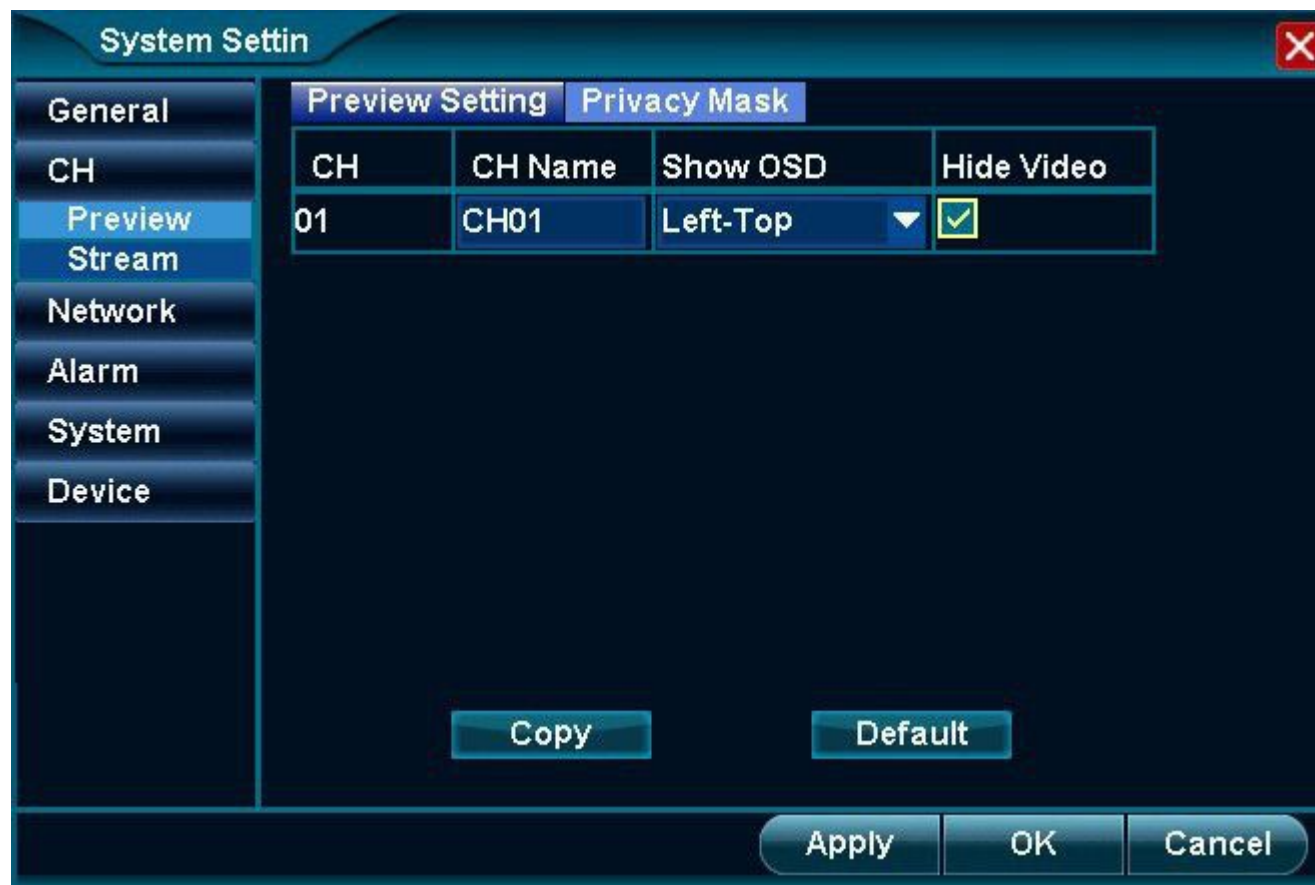 System Settin
General
CH
Preview
Stream
Network
Alarm
System
Device
Preview Setting Privacy Mask
CH CH Name Show OSD Hide Video
01 CH01 Left-Top
Copy Default
Apply OK Cancel